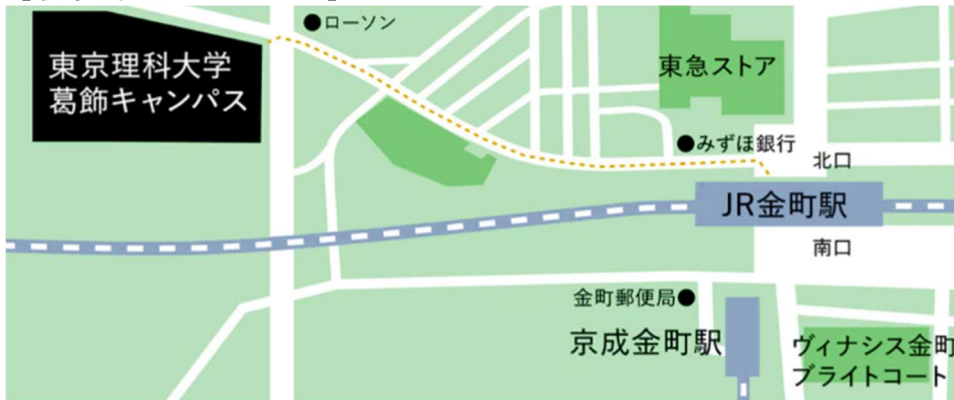 ローソン
東京理科大学
葛飾キャンパス
東急ストア
みずほ銀行
北口
JR金町駅
南口
金町郵便局
京成金町駅
ヴィナシス金町
ブライトコート